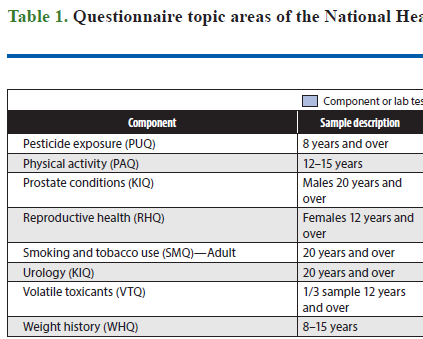 Table 1. Questionnaire topic areas of the National Hea
Component or lab tes
Component Sample description
Pesticide exposure (PUQ) 8 years and over
Physical activity (PAQ) 12–15 years
Prostate conditions (KIQ) Males 20 years and
over
Reproductive health (RHQ) Females 12 years and
over
Smoking and tobacco use (SMQ)—Adult 20 years and over
Urology (KIQ) 20 years and over
Volatile toxicants (VTQ) 1/3 sample 12 years
and over
Weight history (WHQ) 8–15 years